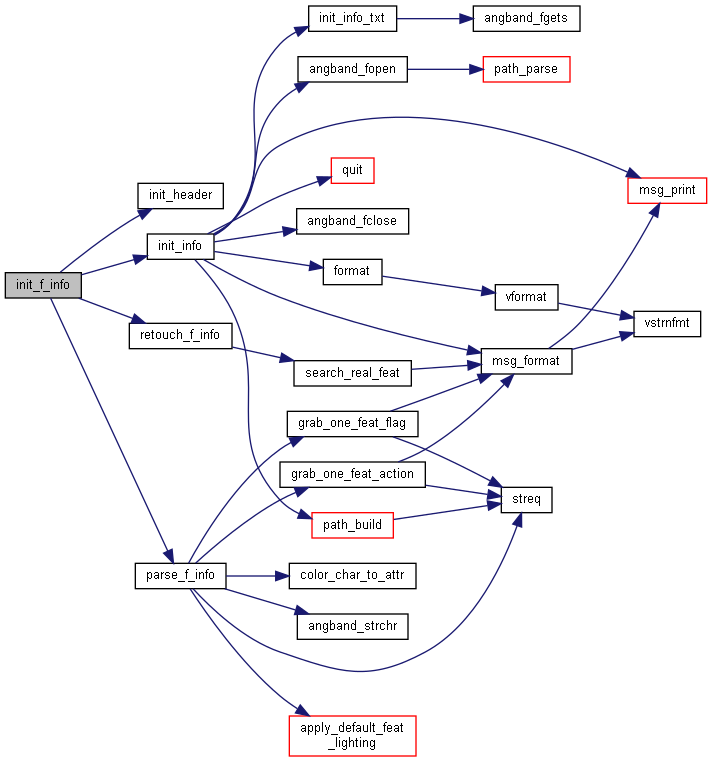 init_info_txt
angband_fgets
angband_fopen
path_parse
quit
msg_print
init_header
angband_fclose
init_info
format
init_f_info
vformat
vstrnfmt
retouch_f_info
msg_format
search_real_feat
grab_one_feat_flag
grab_one_feat_action
streq
path_build
parse_f_info
color_char_to_attr
angband_strchr
apply_default_feat
_lighting